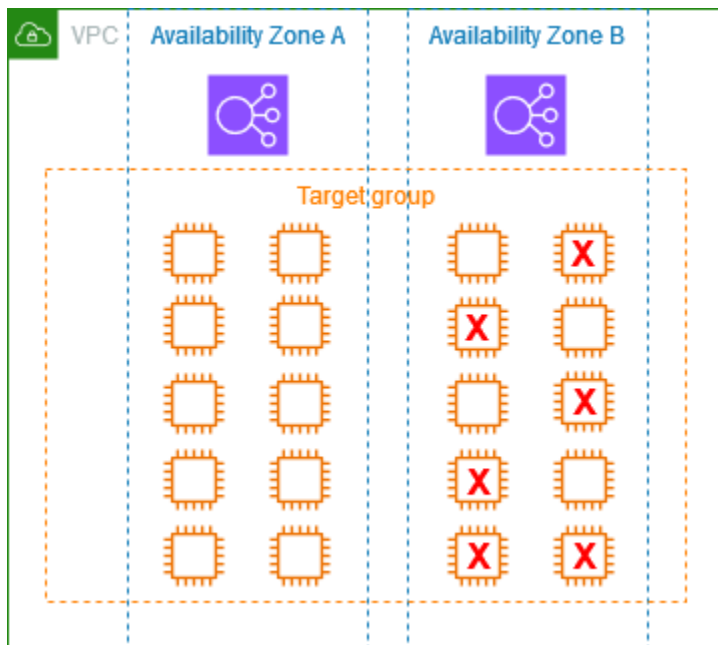 VPC
Availability Zone A
Availability Zone B
Target group
X
X
X
X
X
X